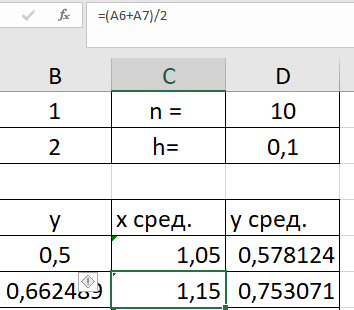 fx =(A6+A7)/2
B C D
1 n = 10
2 h= 0,1
y x сред. y сред.
0,5 1,05 0,578124
0,662489 1,15 0,753071